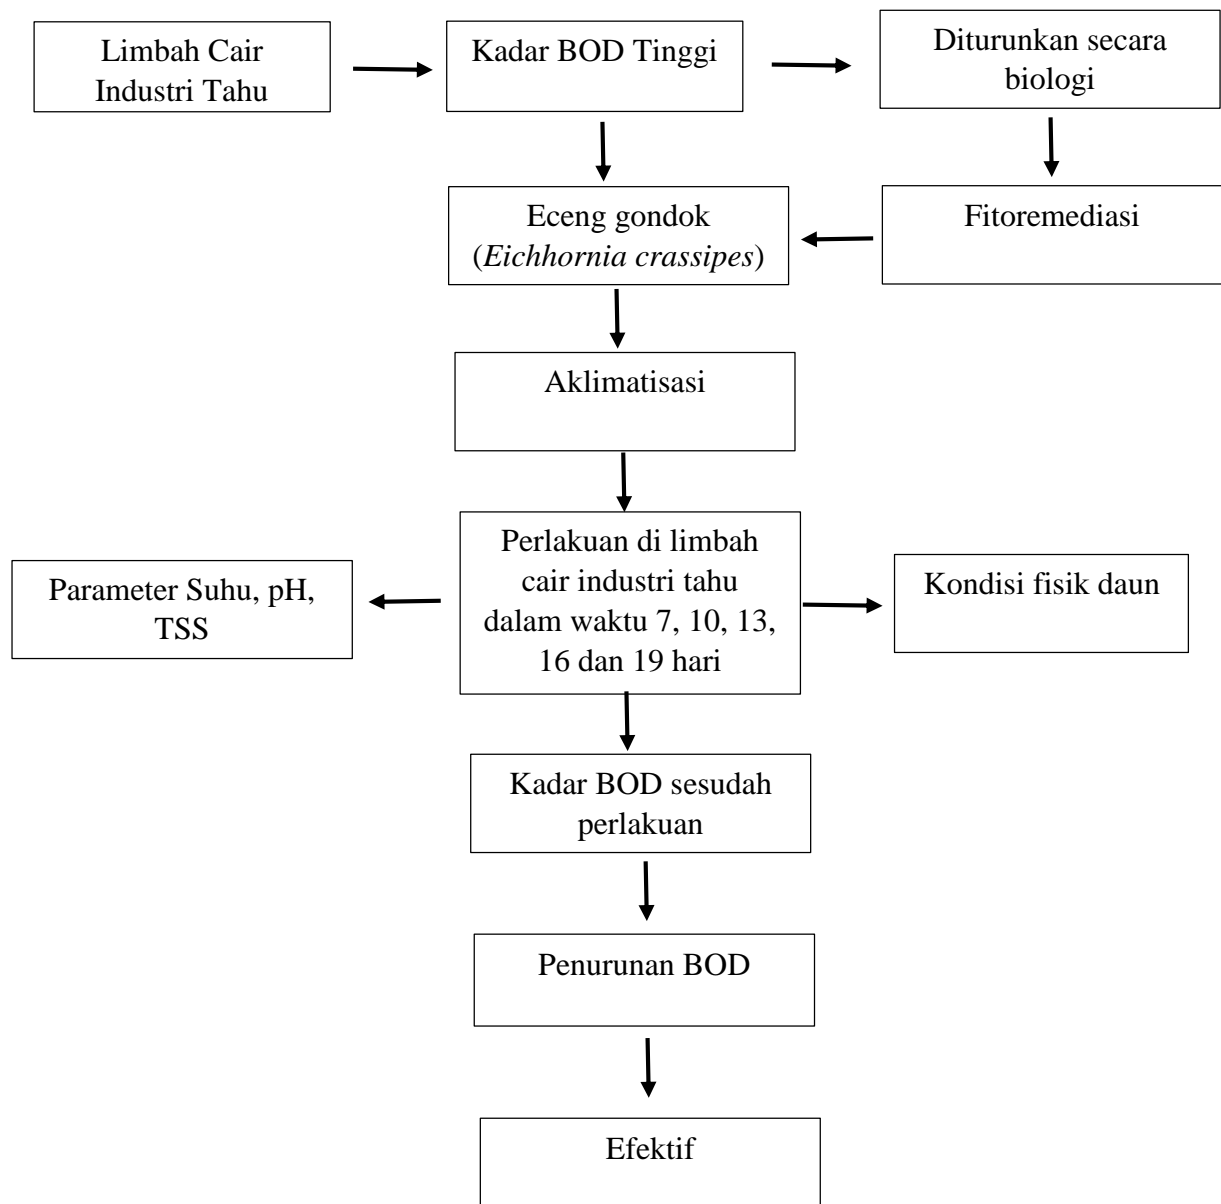 Limbah Cair
Industri Tahu
Kadar BOD Tinggi
Diturunkan secara
biologi
Eceng gondok
(Eichhornia crassipes)
Fitoremediasi
Aklimatisasi
Parameter Suhu, pH,
TSS
Perlakuan di limbah
cair industri tahu
dalam waktu 7, 10, 13,
16 dan 19 hari
Kondisi fisik daun
Kadar BOD sesudah
perlakuan
Penurunan BOD
Efektif